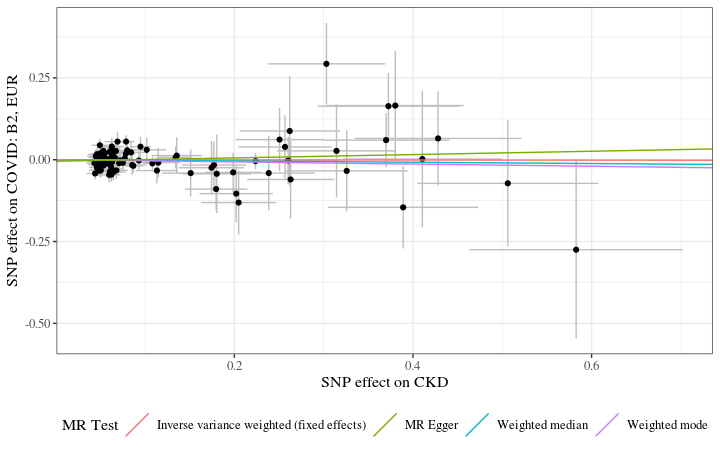 SNP effect on COVID: B2, EUR
0.25
0.00
-0.25
-0.50
0.2
0.4
0.6
SNP effect on CKD
MR Test
Inverse variance weighted (fixed effects)
MR Egger
Weighted median
Weighted mode